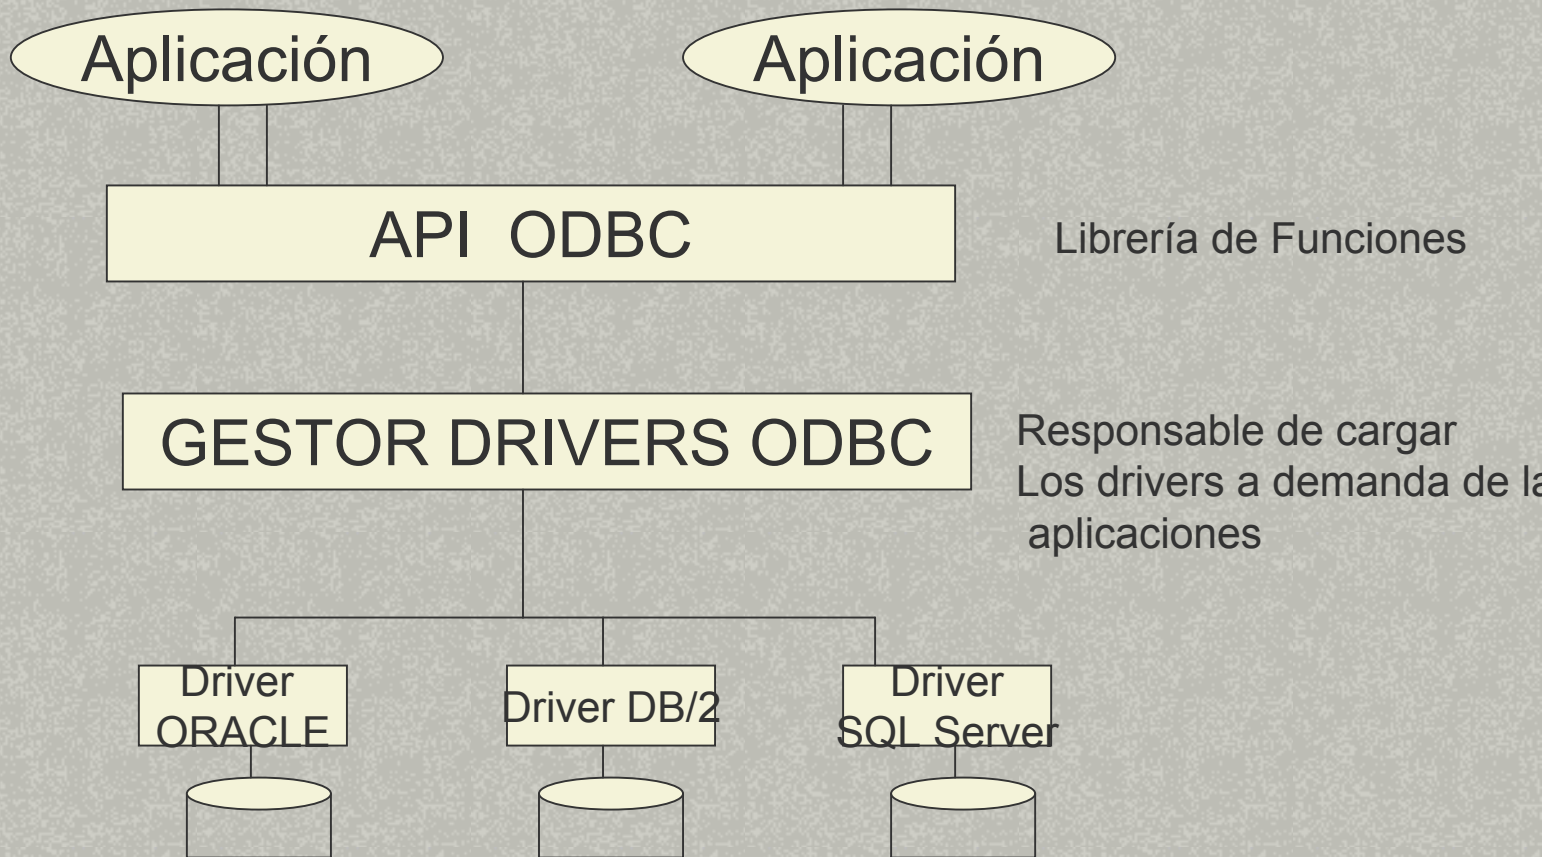 Aplicación
Aplicación
API ODBC
Librería de Funciones
GESTOR DRIVERS ODBC
Responsable de cargar
Los drivers a demanda de la
aplicaciones
Driver
ORACLE
Driver DB/2
Driver
SQL Server